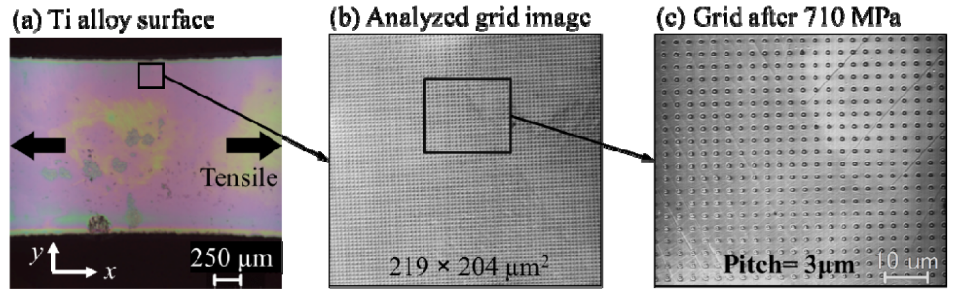 (a) Ti alloy surface
(b) Analyzed grid image
(c) Grid after 710 MPa
Tensile
y
x
250 μm
219 × 204 μm²
Pitch= 3μm
10 μm